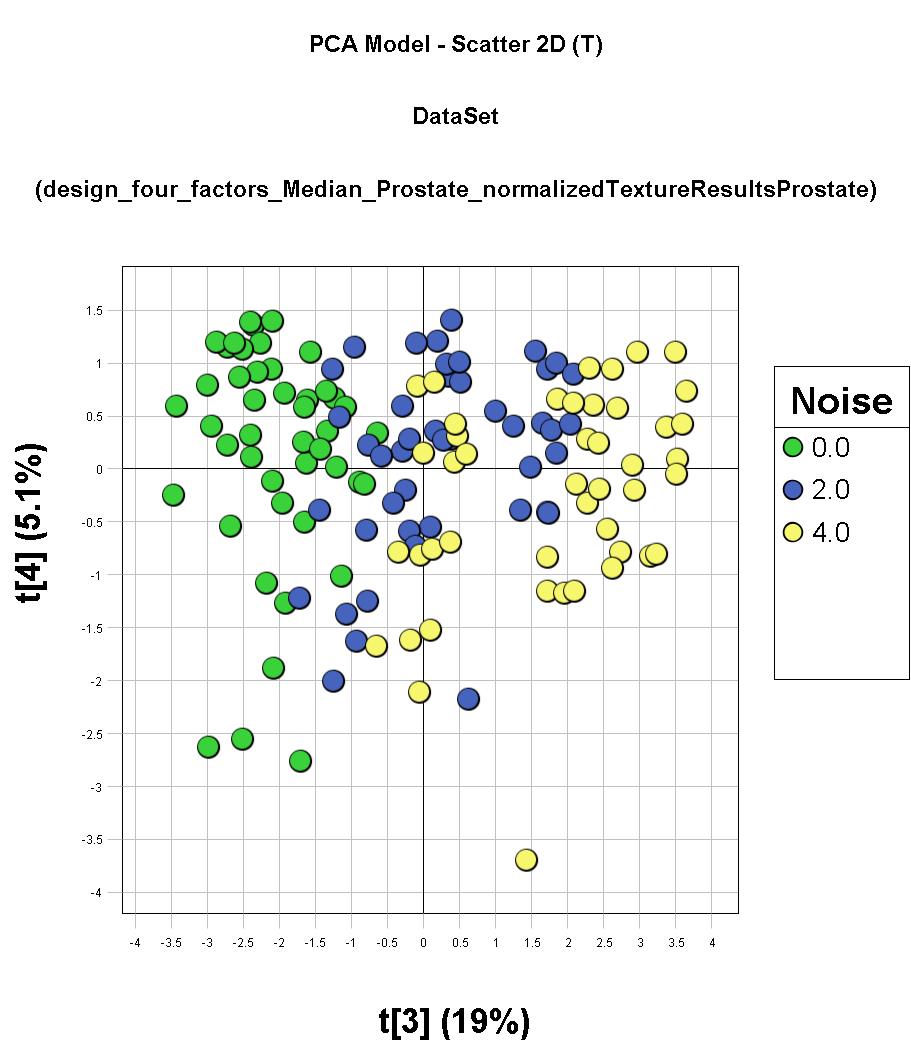 PCA Model - Scatter 2D (T)
DataSet
(design_four_factors_Median_Prostate_normalizedTextureResultsProstate)
Noise
0.0
2.0
4.0
t[4] (5.1%)
1.5
1
0.5
0
-0.5
-1
-1.5
-2
-2.5
-3
-3.5
-4
-4 -3.5 -3 -2.5 -2 -1.5 -1 -0.5 0 0.5 1 1.5 2 2.5 3 3.5 4
t[3] (19%)